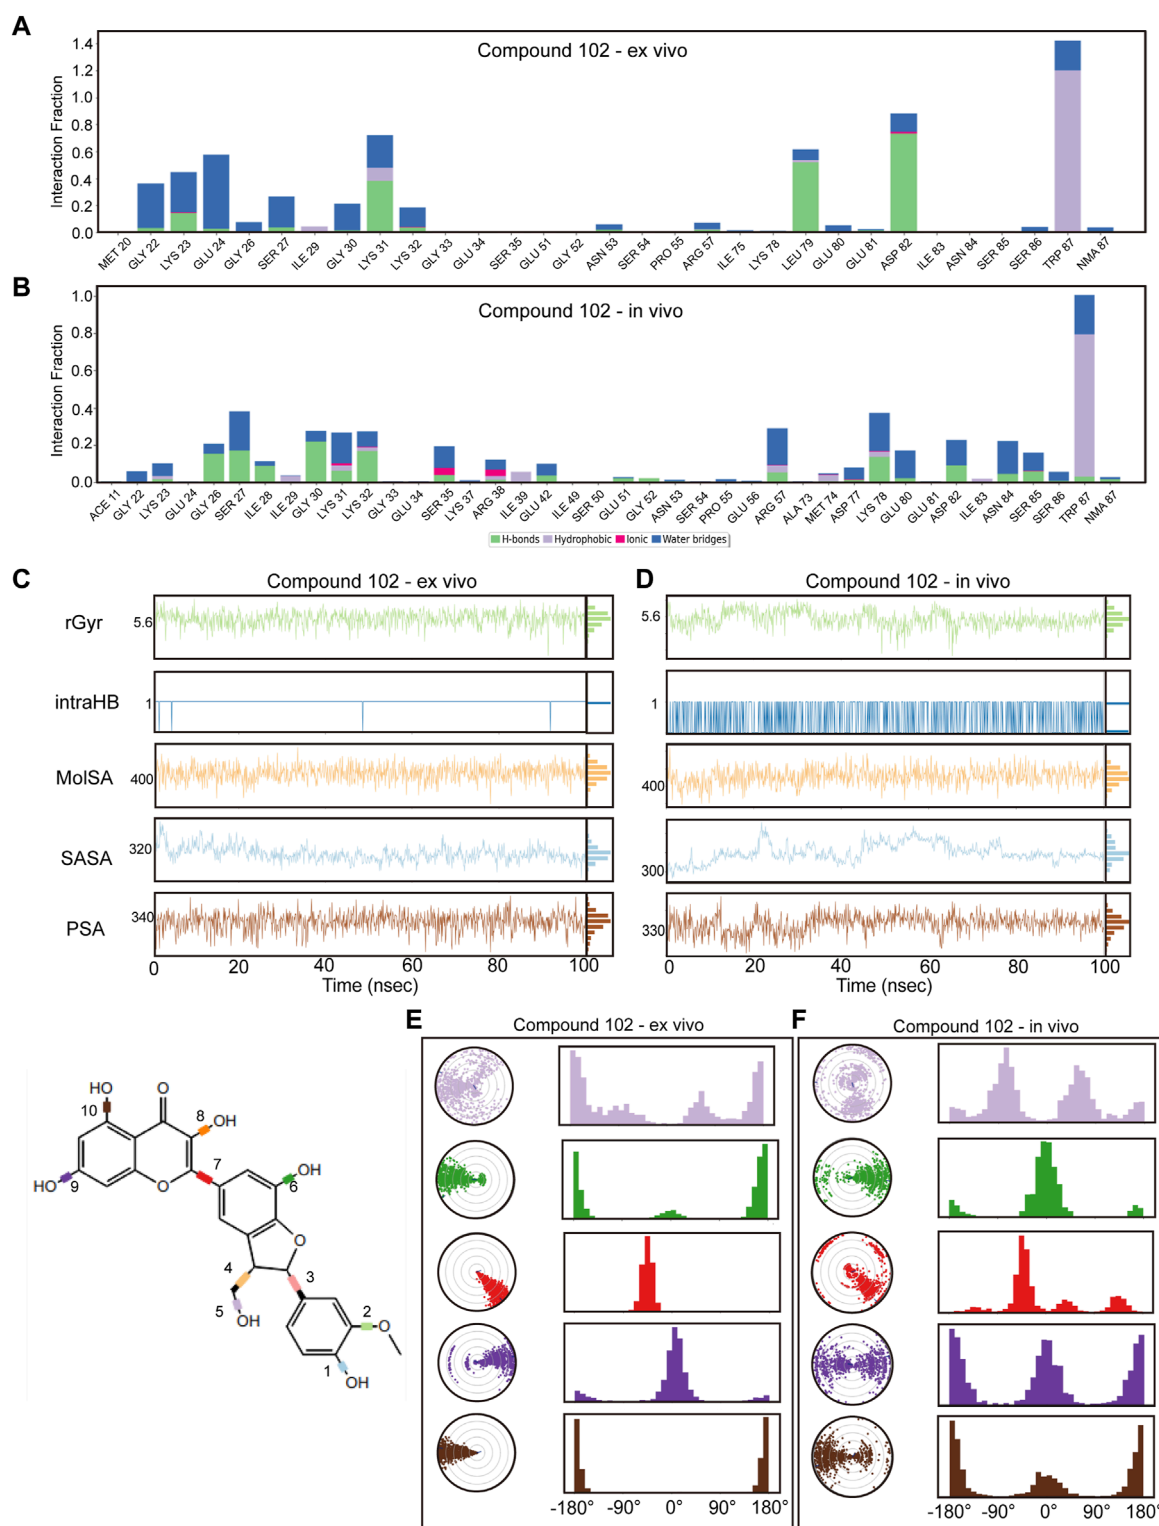 A
Compound 102 - ex vivo
Interaction Fraction
1.4
1.2
1.0
0.8
0.6
0.4
0.2
0.0
MET 20 GLY 22 LYS 23 GLU 24 GLY 26 SER 27 ILE 29 GLY 30 LYS 31 LYS 32 GLY 33 GLU 34 SER 35 GLU 51 GLY 52 ASN 53 SER 54 PRO 55 ARG 57 ILE 75 LYS 78 LEU 79 GLU 80 GLU 81 ASP 82 ILE 83 ASN 84 SER 85 SER 86 TRP 87 NMA 87
B
Compound 102 - in vivo
Interaction Fraction
1.0
0.8
0.6
0.4
0.2
0.0
ACE 11 GLY 22 LYS 23 GLU 24 GLY 26 SER 27 ILE 28 ILE 29 GLY 30 LYS 31 LYS 32 GLY 33 GLU 34 SER 35 LYS 37 ARG 38 ILE 39 GLU 42 ILE 49 SER 50 GLU 51 GLY 52 ASN 53 SER 54 PRO 55 GLU 56 ARG 57 ALA 73 MET 74 ASP 77 LYS 78 GLU 80 GLU 81 ASP 82 ILE 83 ASN 84 SER 85 SER 86 TRP 87 NMA 87
H-bonds Hydrophobic Ionic Water bridges
C
Compound 102 - ex vivo
rGyr 5.6
intraHB 1
MolSA 400
SASA 320
PSA 340
0 20 40 60 80 100
Time (nsec)
D
Compound 102 - in vivo
5.6
1
400
300
330
0 20 40 60 80 100
Time (nsec)
HO O
10 8 OH
7 OH
HO 9 O 6
O
4 3
5 OH 2 O
1
OH
E
Compound 102 - ex vivo
-180° -90° 0° 90° 180°
F
Compound 102 - in vivo
-180° -90° 0° 90° 180°